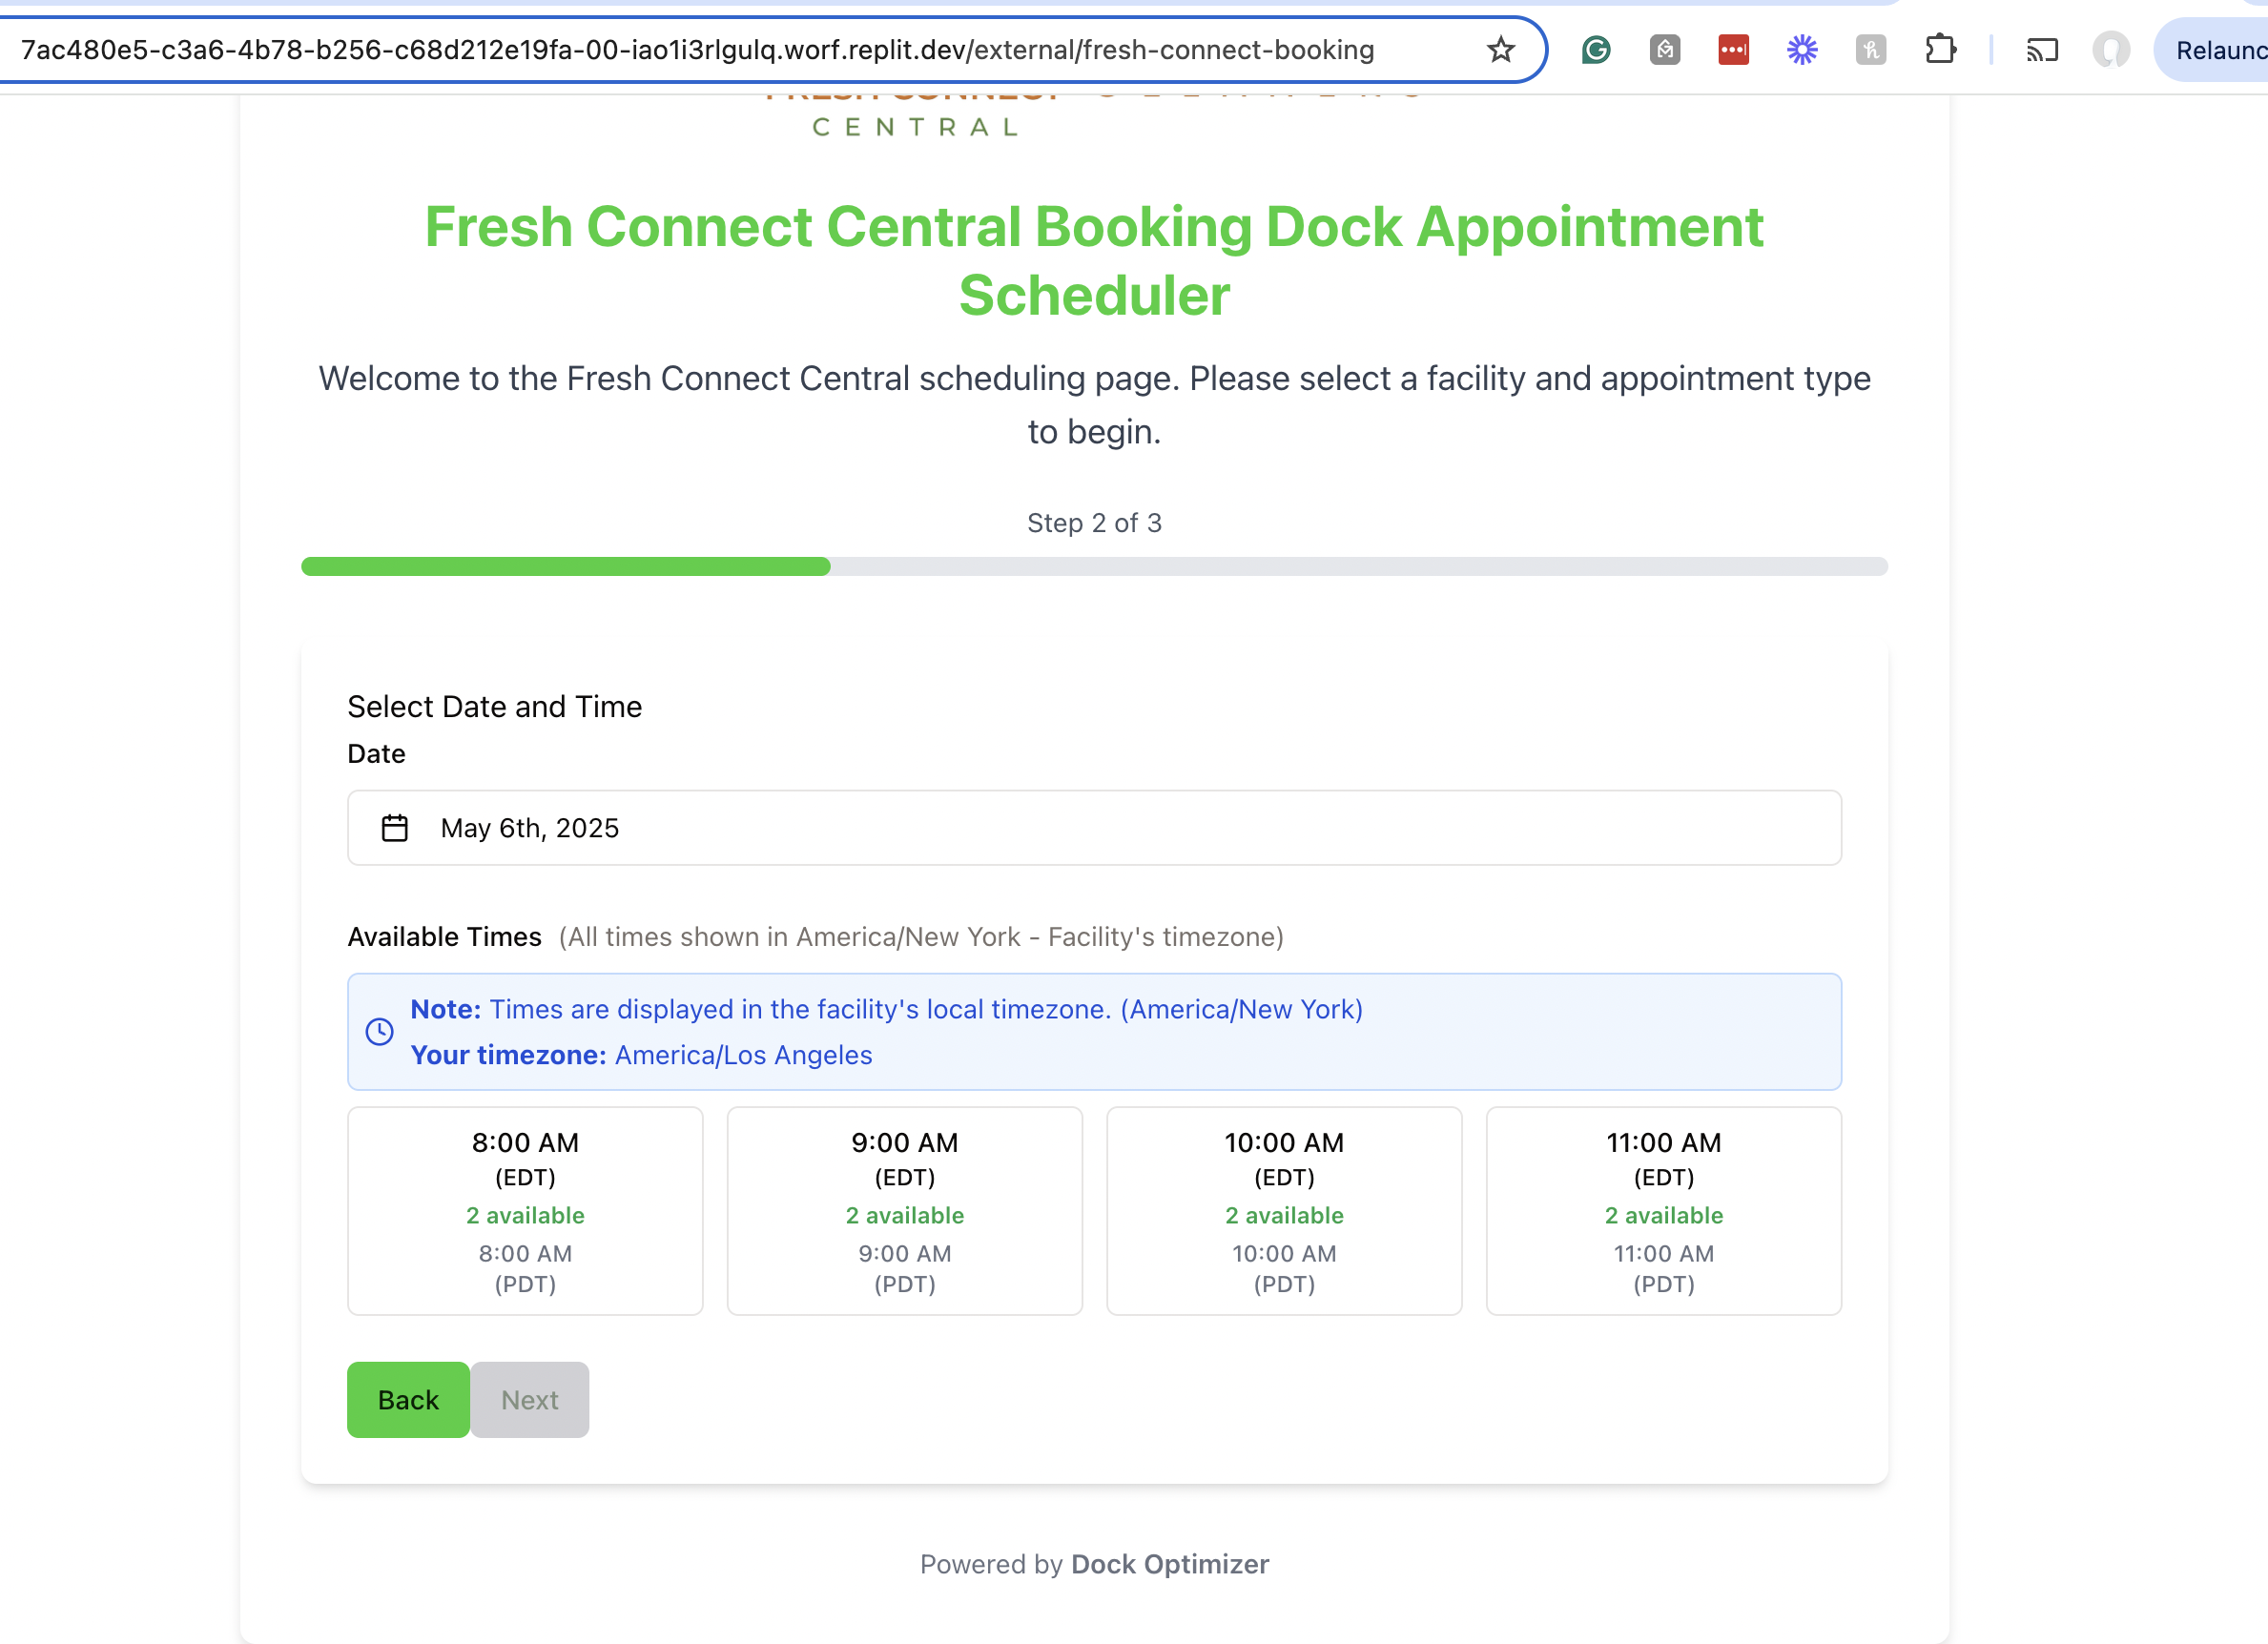 7ac480e5-c3a6-4b78-b256-c68d212e19fa-00-iao1i3rlgulq.worf.replit.dev/external/fresh-connect-booking
Relaunc
FRESH CONNECT
CENTRAL
Fresh Connect Central Booking Dock Appointment
Scheduler
Welcome to the Fresh Connect Central scheduling page. Please select a facility and appointment type
to begin.
Step 2 of 3
Select Date and Time
Date
May 6th, 2025
Available Times (All times shown in America/New York - Facility's timezone)
Note: Times are displayed in the facility's local timezone. (America/New York)
Your timezone: America/Los Angeles
8:00 AM 9:00 AM 10:00 AM 11:00 AM
(EDT) (EDT) (EDT) (EDT)
2 available 2 available 2 available 2 available
8:00 AM 9:00 AM 10:00 AM 11:00 AM
(PDT) (PDT) (PDT) (PDT)
Back Next
Powered by Dock Optimizer